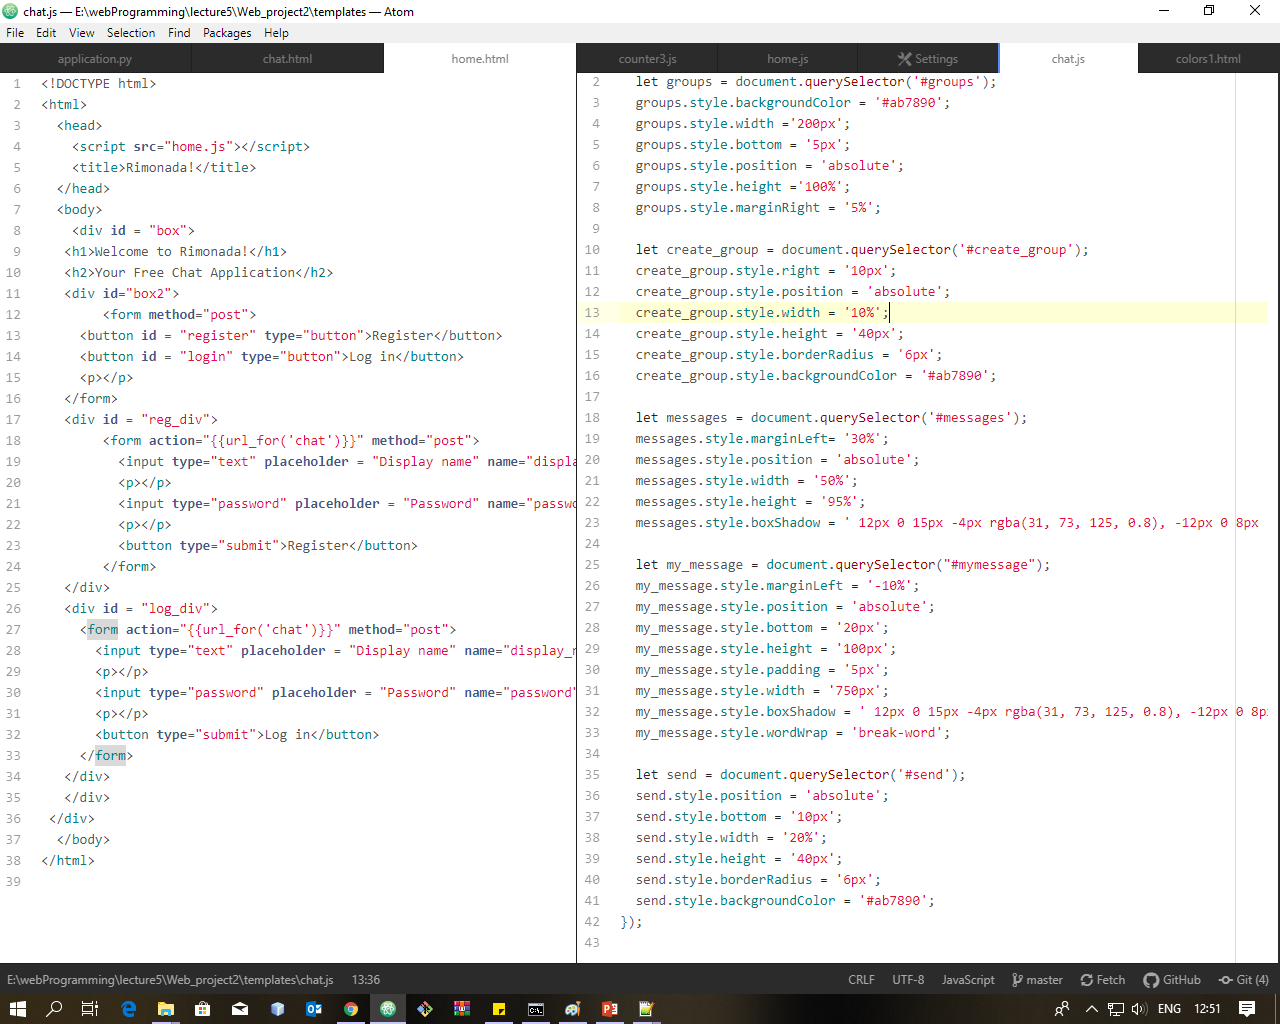 chat.js — E:\webProgramming\lecture5\Web_project2\templates — Atom
File Edit View Selection Find Packages Help
application.py chat.html home.html counter3.js home.js Settings chat.js colors1.html
1 <!DOCTYPE html>
2 <html>
3 <head>
4 <script src="home.js"></script>
5 <title>Rimonada!</title>
6 </head>
7 <body>
8 <div id = "box">
9 <h1>Welcome to Rimonada!</h1>
10 <h2>Your Free Chat Application</h2>
11 <div id="box2">
12 <form method="post">
13 <button id = "register" type="button">Register</button>
14 <button id = "login" type="button">Log in</button>
15 <p></p>
16 </form>
17 <div id = "reg_div">
18 <form action="{{url_for('chat')}}" method="post">
19 <input type="text" placeholder = "Display name" name="displa
20 <p></p>
21 <input type="password" placeholder = "Password" name="passwo
22 <p></p>
23 <button type="submit">Register</button>
24 </form>
25 </div>
26 <div id = "log_div">
27 <form action="{{url_for('chat')}}" method="post">
28 <input type="text" placeholder = "Display name" name="display_n
29 <p></p>
30 <input type="password" placeholder = "Password" name="password"
31 <p></p>
32 <button type="submit">Log in</button>
33 </form>
34 </div>
35 </div>
36 </div>
37 </body>
38 </html>
39
2 let groups = document.querySelector('#groups');
3 groups.style.backgroundColor = '#ab7890';
4 groups.style.width ='200px';
5 groups.style.bottom = '5px';
6 groups.style.position = 'absolute';
7 groups.style.height ='100%';
8 groups.style.marginRight = '5%';
9
10 let create_group = document.querySelector('#create_group');
11 create_group.style.right = '10px';
12 create_group.style.position = 'absolute';
13 create_group.style.width = '10%';
14 create_group.style.height = '40px';
15 create_group.style.borderRadius = '6px';
16 create_group.style.backgroundColor = '#ab7890';
17
18 let messages = document.querySelector('#messages');
19 messages.style.marginLeft= '30%';
20 messages.style.position = 'absolute';
21 messages.style.width = '50%';
22 messages.style.height = '95%';
23 messages.style.boxShadow = ' 12px 0 15px -4px rgba(31, 73, 125, 0.8), -12px 0 8px
24
25 let my_message = document.querySelector("#mymessage");
26 my_message.style.marginLeft = '-10%';
27 my_message.style.position = 'absolute';
28 my_message.style.bottom = '20px';
29 my_message.style.height = '100px';
30 my_message.style.padding = '5px';
31 my_message.style.width = '750px';
32 my_message.style.boxShadow = ' 12px 0 15px -4px rgba(31, 73, 125, 0.8), -12px 0 8p
33 my_message.style.wordWrap = 'break-word';
34
35 let send = document.querySelector('#send');
36 send.style.position = 'absolute';
37 send.style.bottom = '10px';
38 send.style.width = '20%';
39 send.style.height = '40px';
40 send.style.borderRadius = '6px';
41 send.style.backgroundColor = '#ab7890';
42 });
43
E:\webProgramming\lecture5\Web_project2\templates\chat.js 13:36 CRLF UTF-8 JavaScript master Fetch GitHub Git (4)
ENG 12:51